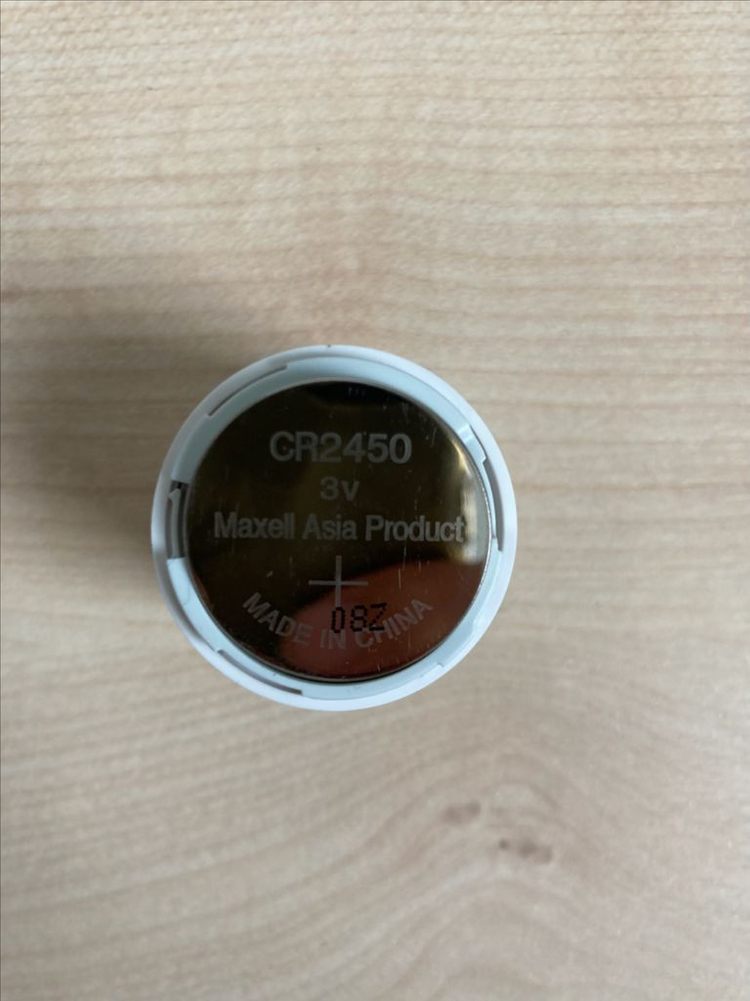 CR2450
3v
Maxell Asia Product
+
MADE IN CHINA
08Z